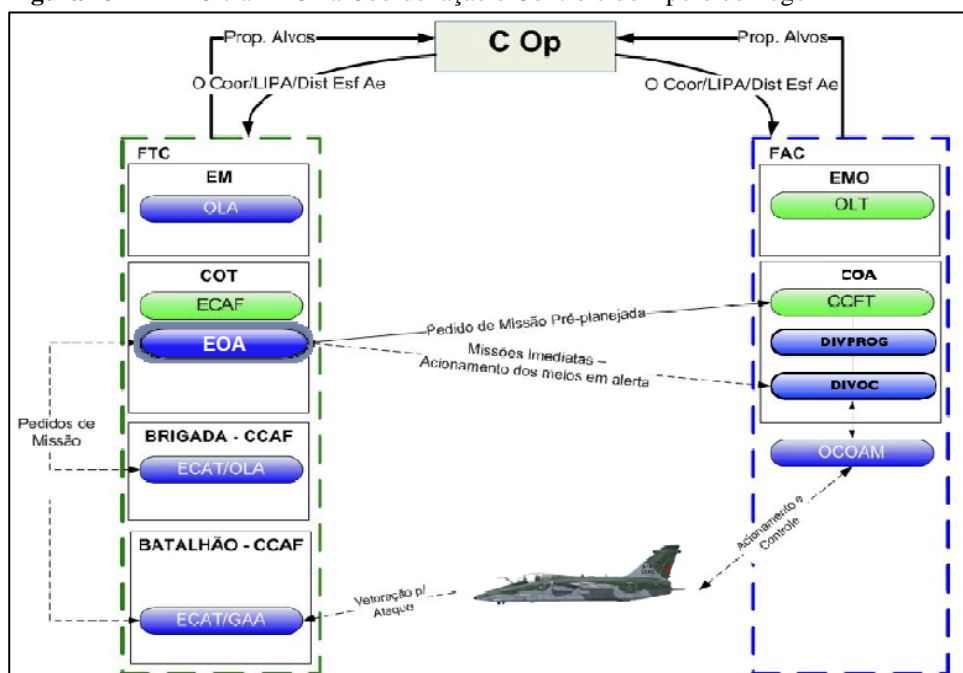 C Op
Prop. Alvos
Prop. Alvos
O Coor/LIPA/Dist Esf Ae
O Coor/LIPA/Dist Esf Ae
FTC
EM
OLA
COT
ECAF
EOA
Pedidos de
Missão
BRIGADA - CCAF
ECAT/OLA
BATALHÃO - CCAF
ECAT/GAA
Pedido de Missão Pré-planejada
Missões Imediatas –
Acionamento dos meios em alerta
Vetoração p/
Ataque
Acionamento e
Controle
FAC
EMO
OLT
COA
CCFT
DIVPROG
DIVOC
OCOAM